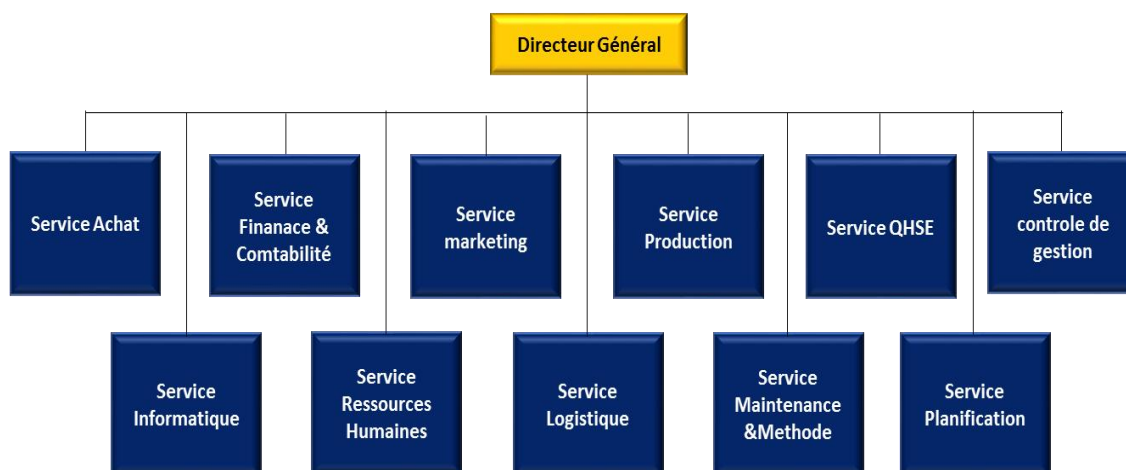 Directeur Général
Service Achat
Service
Finanace &
Comtabilité
Service
marketing
Service
Production
Service QHSE
Service
controle de
gestion
Service
Informatique
Service
Ressources
Humaines
Service
Logistique
Service
Maintenance
&Methode
Service
Planification